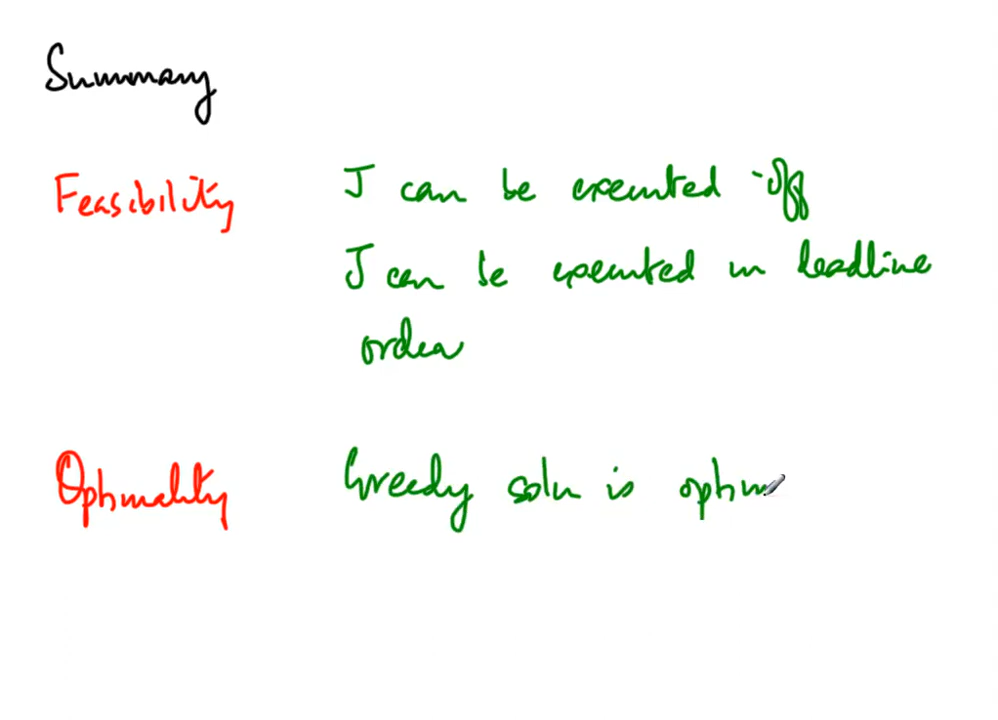 Summary
Feasibility J can be executed iff
J can be executed in deadline
order
Optimality Greedy soln is optim